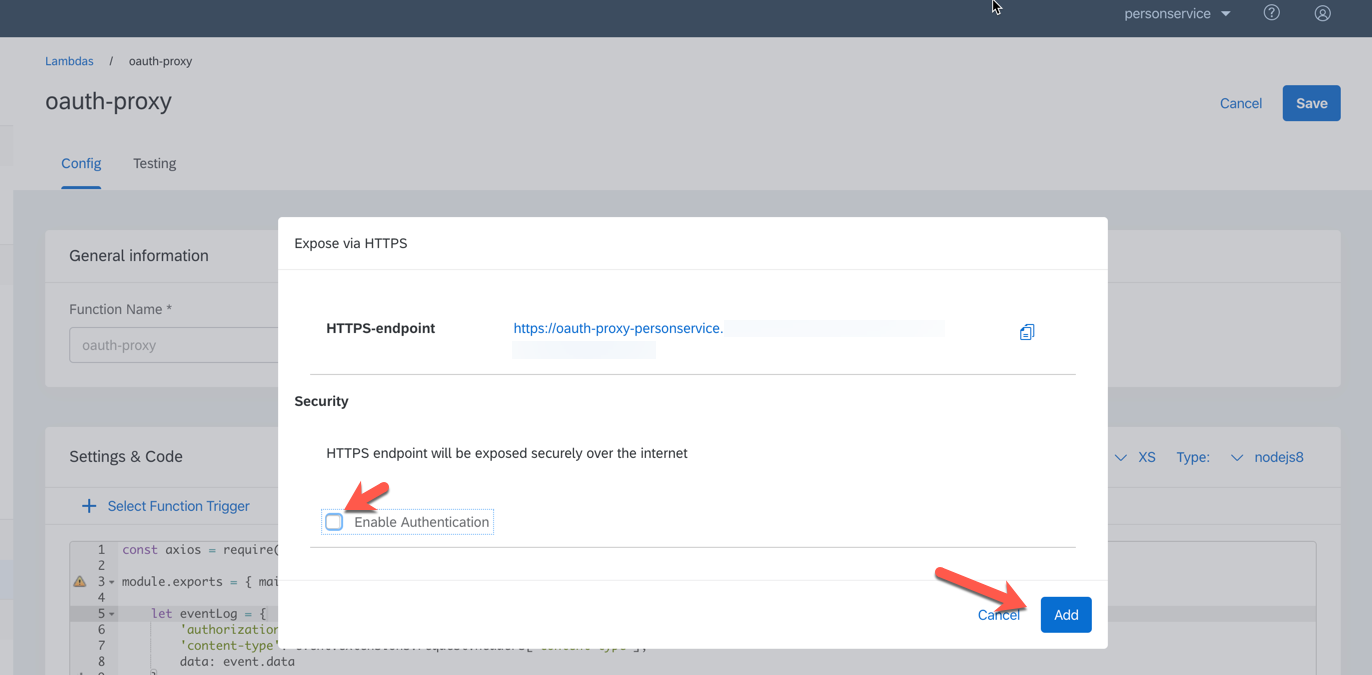 personservice
Lambdas / oauth-proxy
oauth-proxy
Cancel Save
Config Testing
General information
Function Name *
oauth-proxy
Expose via HTTPS
HTTPS-endpoint https://oauth-proxy-personservice.
Security
HTTPS endpoint will be exposed securely over the internet
Enable Authentication
Cancel Add
Settings & Code
XS Type: nodejs8
+ Select Function Trigger
1 const axios = require(
2
3 module.exports = { mai
4
5 let eventLog = {
6 'authorization
7 'content-type'
8 data: event.data